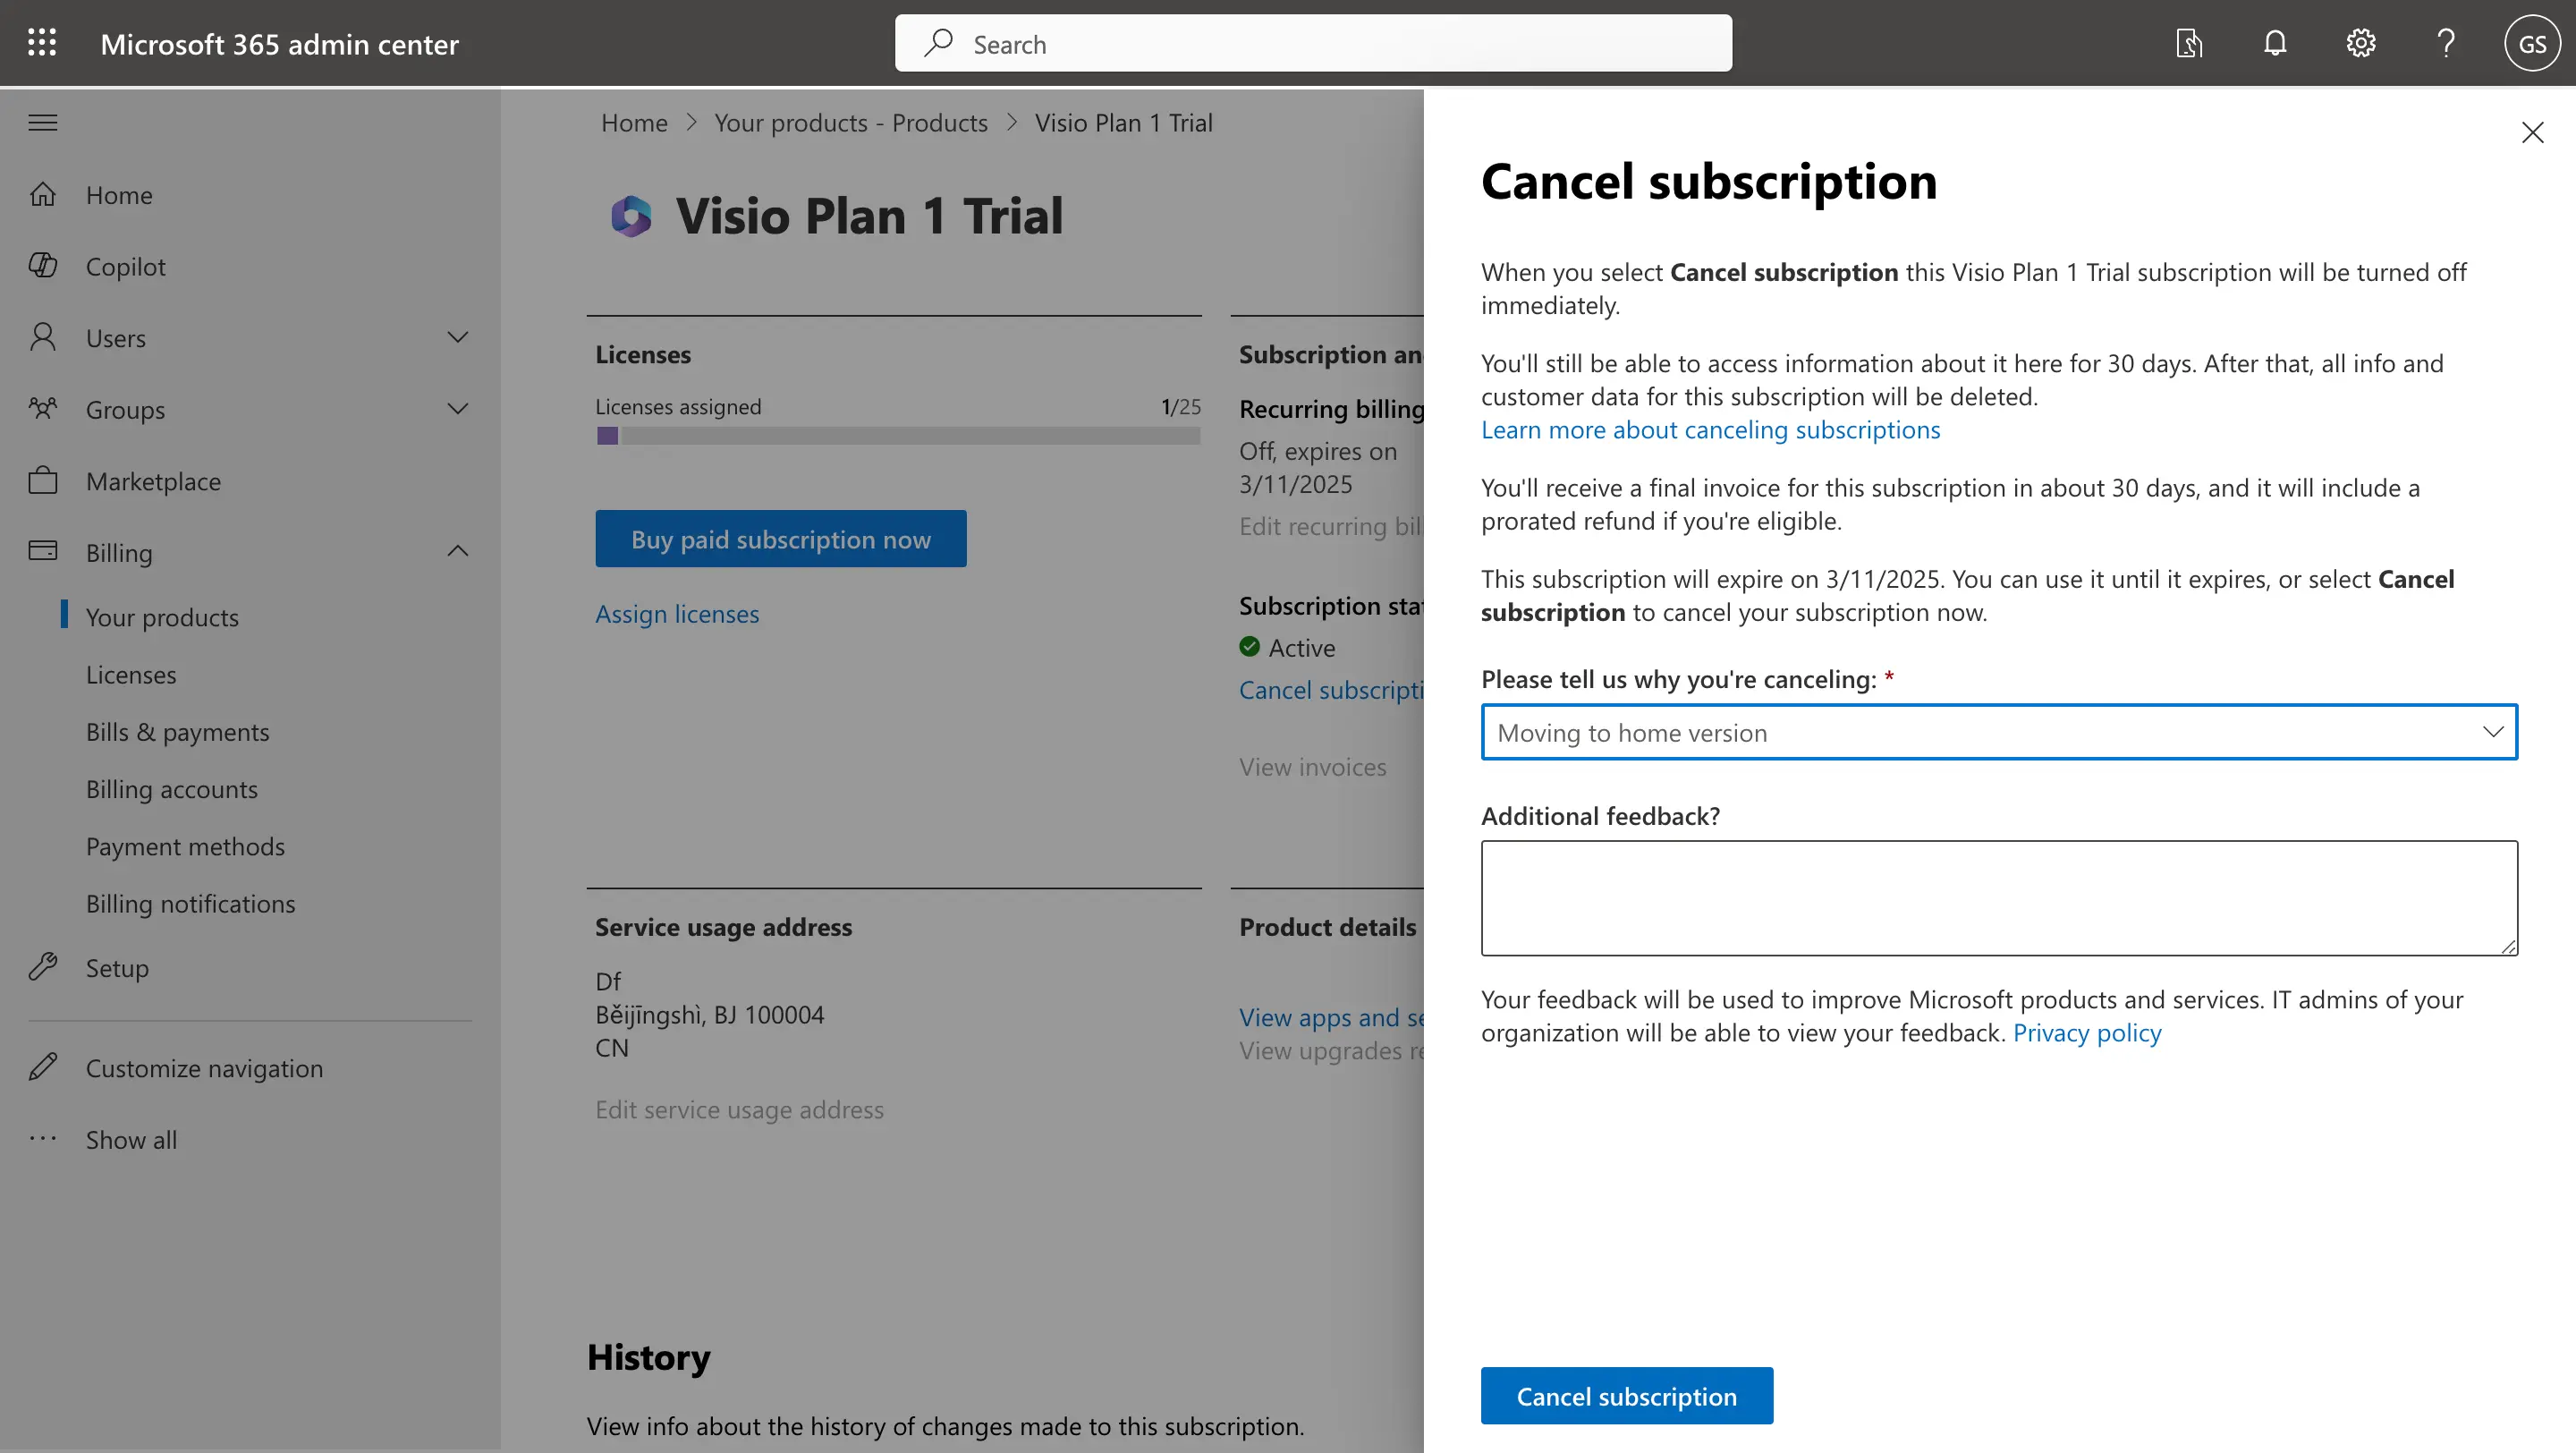 Microsoft 365 admin center
Search
GS
Home
Copilot
Users
Groups
Marketplace
Billing
Your products
Licenses
Bills & payments
Billing accounts
Payment methods
Billing notifications
Setup
Customize navigation
Show all
Home > Your products - Products > Visio Plan 1 Trial
Visio Plan 1 Trial
Licenses
Licenses assigned 1/25
Buy paid subscription now
Assign licenses
Subscription an
Recurring billing
Off, expires on
3/11/2025
Edit recurring bil
Subscription stat
Active
Cancel subscripti
View invoices
Service usage address
Df
Běijīngshì, BJ 100004
CN
Edit service usage address
Product details
View apps and se
View upgrades re
History
View info about the history of changes made to this subscription.
Cancel subscription
When you select Cancel subscription this Visio Plan 1 Trial subscription will be turned off
immediately.
You'll still be able to access information about it here for 30 days. After that, all info and
customer data for this subscription will be deleted.
Learn more about canceling subscriptions
You'll receive a final invoice for this subscription in about 30 days, and it will include a
prorated refund if you're eligible.
This subscription will expire on 3/11/2025. You can use it until it expires, or select Cancel
subscription to cancel your subscription now.
Please tell us why you're canceling: *
Moving to home version
Additional feedback?
Your feedback will be used to improve Microsoft products and services. IT admins of your
organization will be able to view your feedback. Privacy policy
Cancel subscription